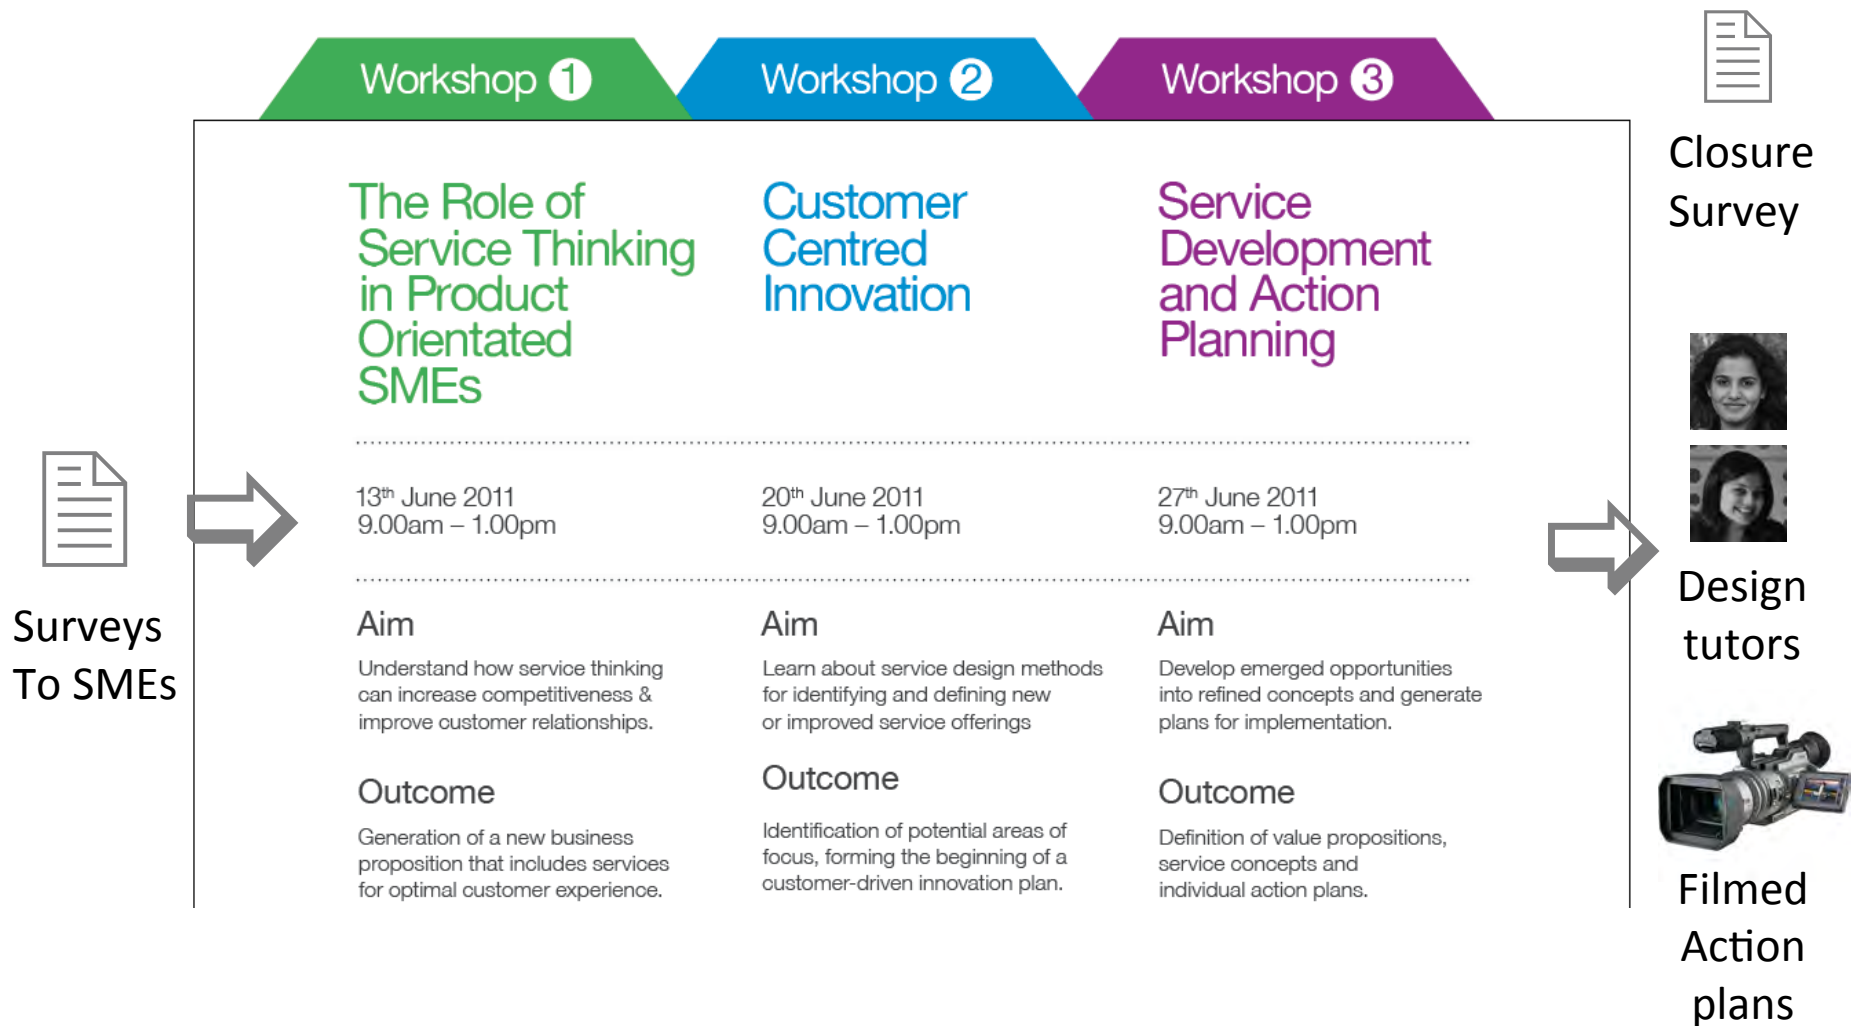 Workshop 1
Workshop 2
Workshop 3
Closure
Survey
The Role of
Service Thinking
in Product
Orientated
SMEs
Customer
Centred
Innovation
Service
Development
and Action
Planning
13th June 2011
9.00am – 1.00pm
20th June 2011
9.00am – 1.00pm
27th June 2011
9.00am – 1.00pm
Surveys
To SMEs
Design
tutors
Aim
Understand how service thinking
can increase competitiveness &
improve customer relationships.
Outcome
Generation of a new business
proposition that includes services
for optimal customer experience.
Aim
Learn about service design methods
for identifying and defining new
or improved service offerings
Outcome
Identification of potential areas of
focus, forming the beginning of a
customer-driven innovation plan.
Aim
Develop emerged opportunities
into refined concepts and generate
plans for implementation.
Outcome
Definition of value propositions,
service concepts and
individual action plans.
Filmed
Action
plans